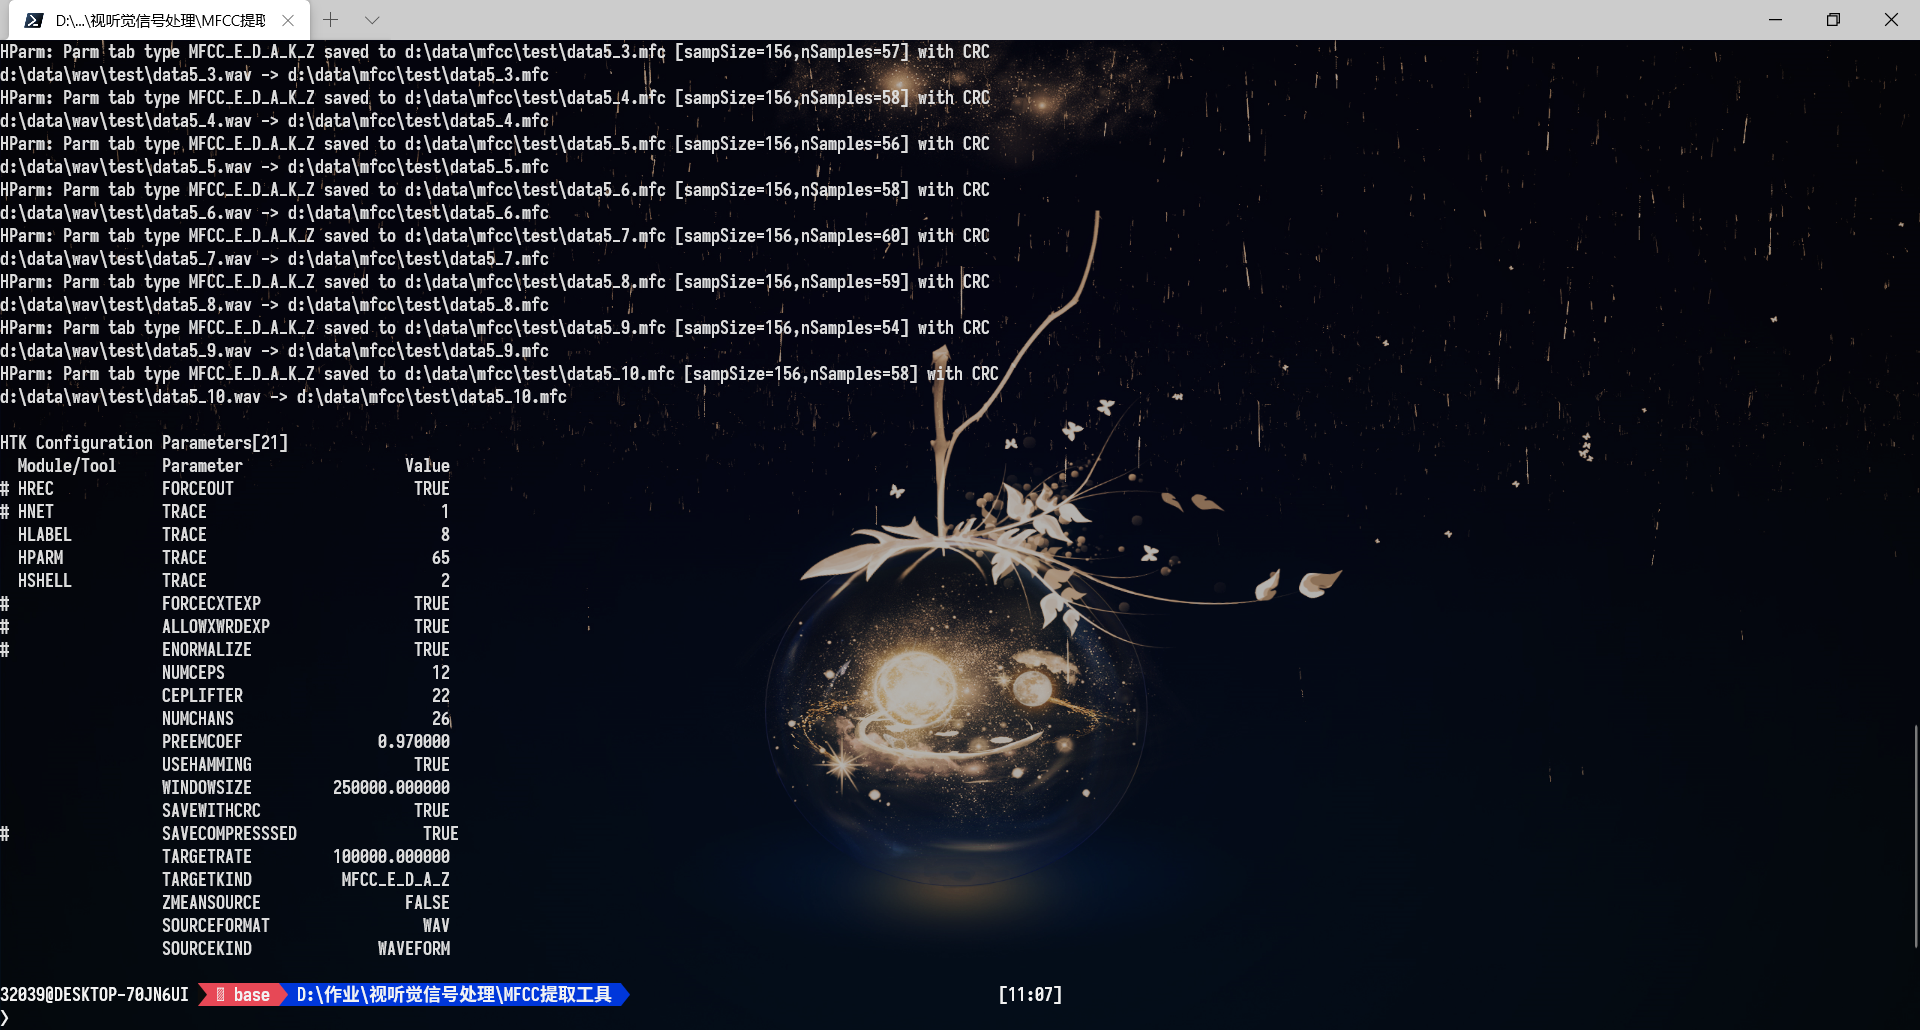 D:\...\视听觉信号处理\MFCC提取
HParm: Parm tab type MFCC_E_D_A_K_Z saved to d:\data\mfcc\test\data5_3.mfc [sampSize=156,nSamples=57] with CRC
d:\data\wav\test\data5_3.wav -> d:\data\mfcc\test\data5_3.mfc
HParm: Parm tab type MFCC_E_D_A_K_Z saved to d:\data\mfcc\test\data5_4.mfc [sampSize=156,nSamples=58] with CRC
d:\data\wav\test\data5_4.wav -> d:\data\mfcc\test\data5_4.mfc
HParm: Parm tab type MFCC_E_D_A_K_Z saved to d:\data\mfcc\test\data5_5.mfc [sampSize=156,nSamples=56] with CRC
d:\data\wav\test\data5_5.wav -> d:\data\mfcc\test\data5_5.mfc
HParm: Parm tab type MFCC_E_D_A_K_Z saved to d:\data\mfcc\test\data5_6.mfc [sampSize=156,nSamples=58] with CRC
d:\data\wav\test\data5_6.wav -> d:\data\mfcc\test\data5_6.mfc
HParm: Parm tab type MFCC_E_D_A_K_Z saved to d:\data\mfcc\test\data5_7.mfc [sampSize=156,nSamples=60] with CRC
d:\data\wav\test\data5_7.wav -> d:\data\mfcc\test\data5_7.mfc
HParm: Parm tab type MFCC_E_D_A_K_Z saved to d:\data\mfcc\test\data5_8.mfc [sampSize=156,nSamples=59] with CRC
d:\data\wav\test\data5_8.wav -> d:\data\mfcc\test\data5_8.mfc
HParm: Parm tab type MFCC_E_D_A_K_Z saved to d:\data\mfcc\test\data5_9.mfc [sampSize=156,nSamples=54] with CRC
d:\data\wav\test\data5_9.wav -> d:\data\mfcc\test\data5_9.mfc
HParm: Parm tab type MFCC_E_D_A_K_Z saved to d:\data\mfcc\test\data5_10.mfc [sampSize=156,nSamples=58] with CRC
d:\data\wav\test\data5_10.wav -> d:\data\mfcc\test\data5_10.mfc
HTK Configuration Parameters[21]
Module/Tool Parameter Value
# HREC FORCEOUT TRUE
# HNET TRACE 1
HLABEL TRACE 8
HPARM TRACE 65
HSHELL TRACE 2
# FORCECXTEXP TRUE
# ALLOWXWRDEXP TRUE
# ENORMALIZE TRUE
NUMCEPS 12
CEPLIFTER 22
NUMCHANS 26
PREEMCOEF 0.970000
USEHAMMING TRUE
WINDOWSIZE 250000.000000
SAVEWITHCRC TRUE
# SAVECOMPRESSSED TRUE
TARGETRATE 100000.000000
TARGETKIND MFCC_E_D_A_Z
ZMEANSOURCE FALSE
SOURCEFORMAT WAV
SOURCEKIND WAVEFORM
32039@DESKTOP-70JN6UI base D:\作业\视听觉信号处理\MFCC提取工具 [11:07]
❯